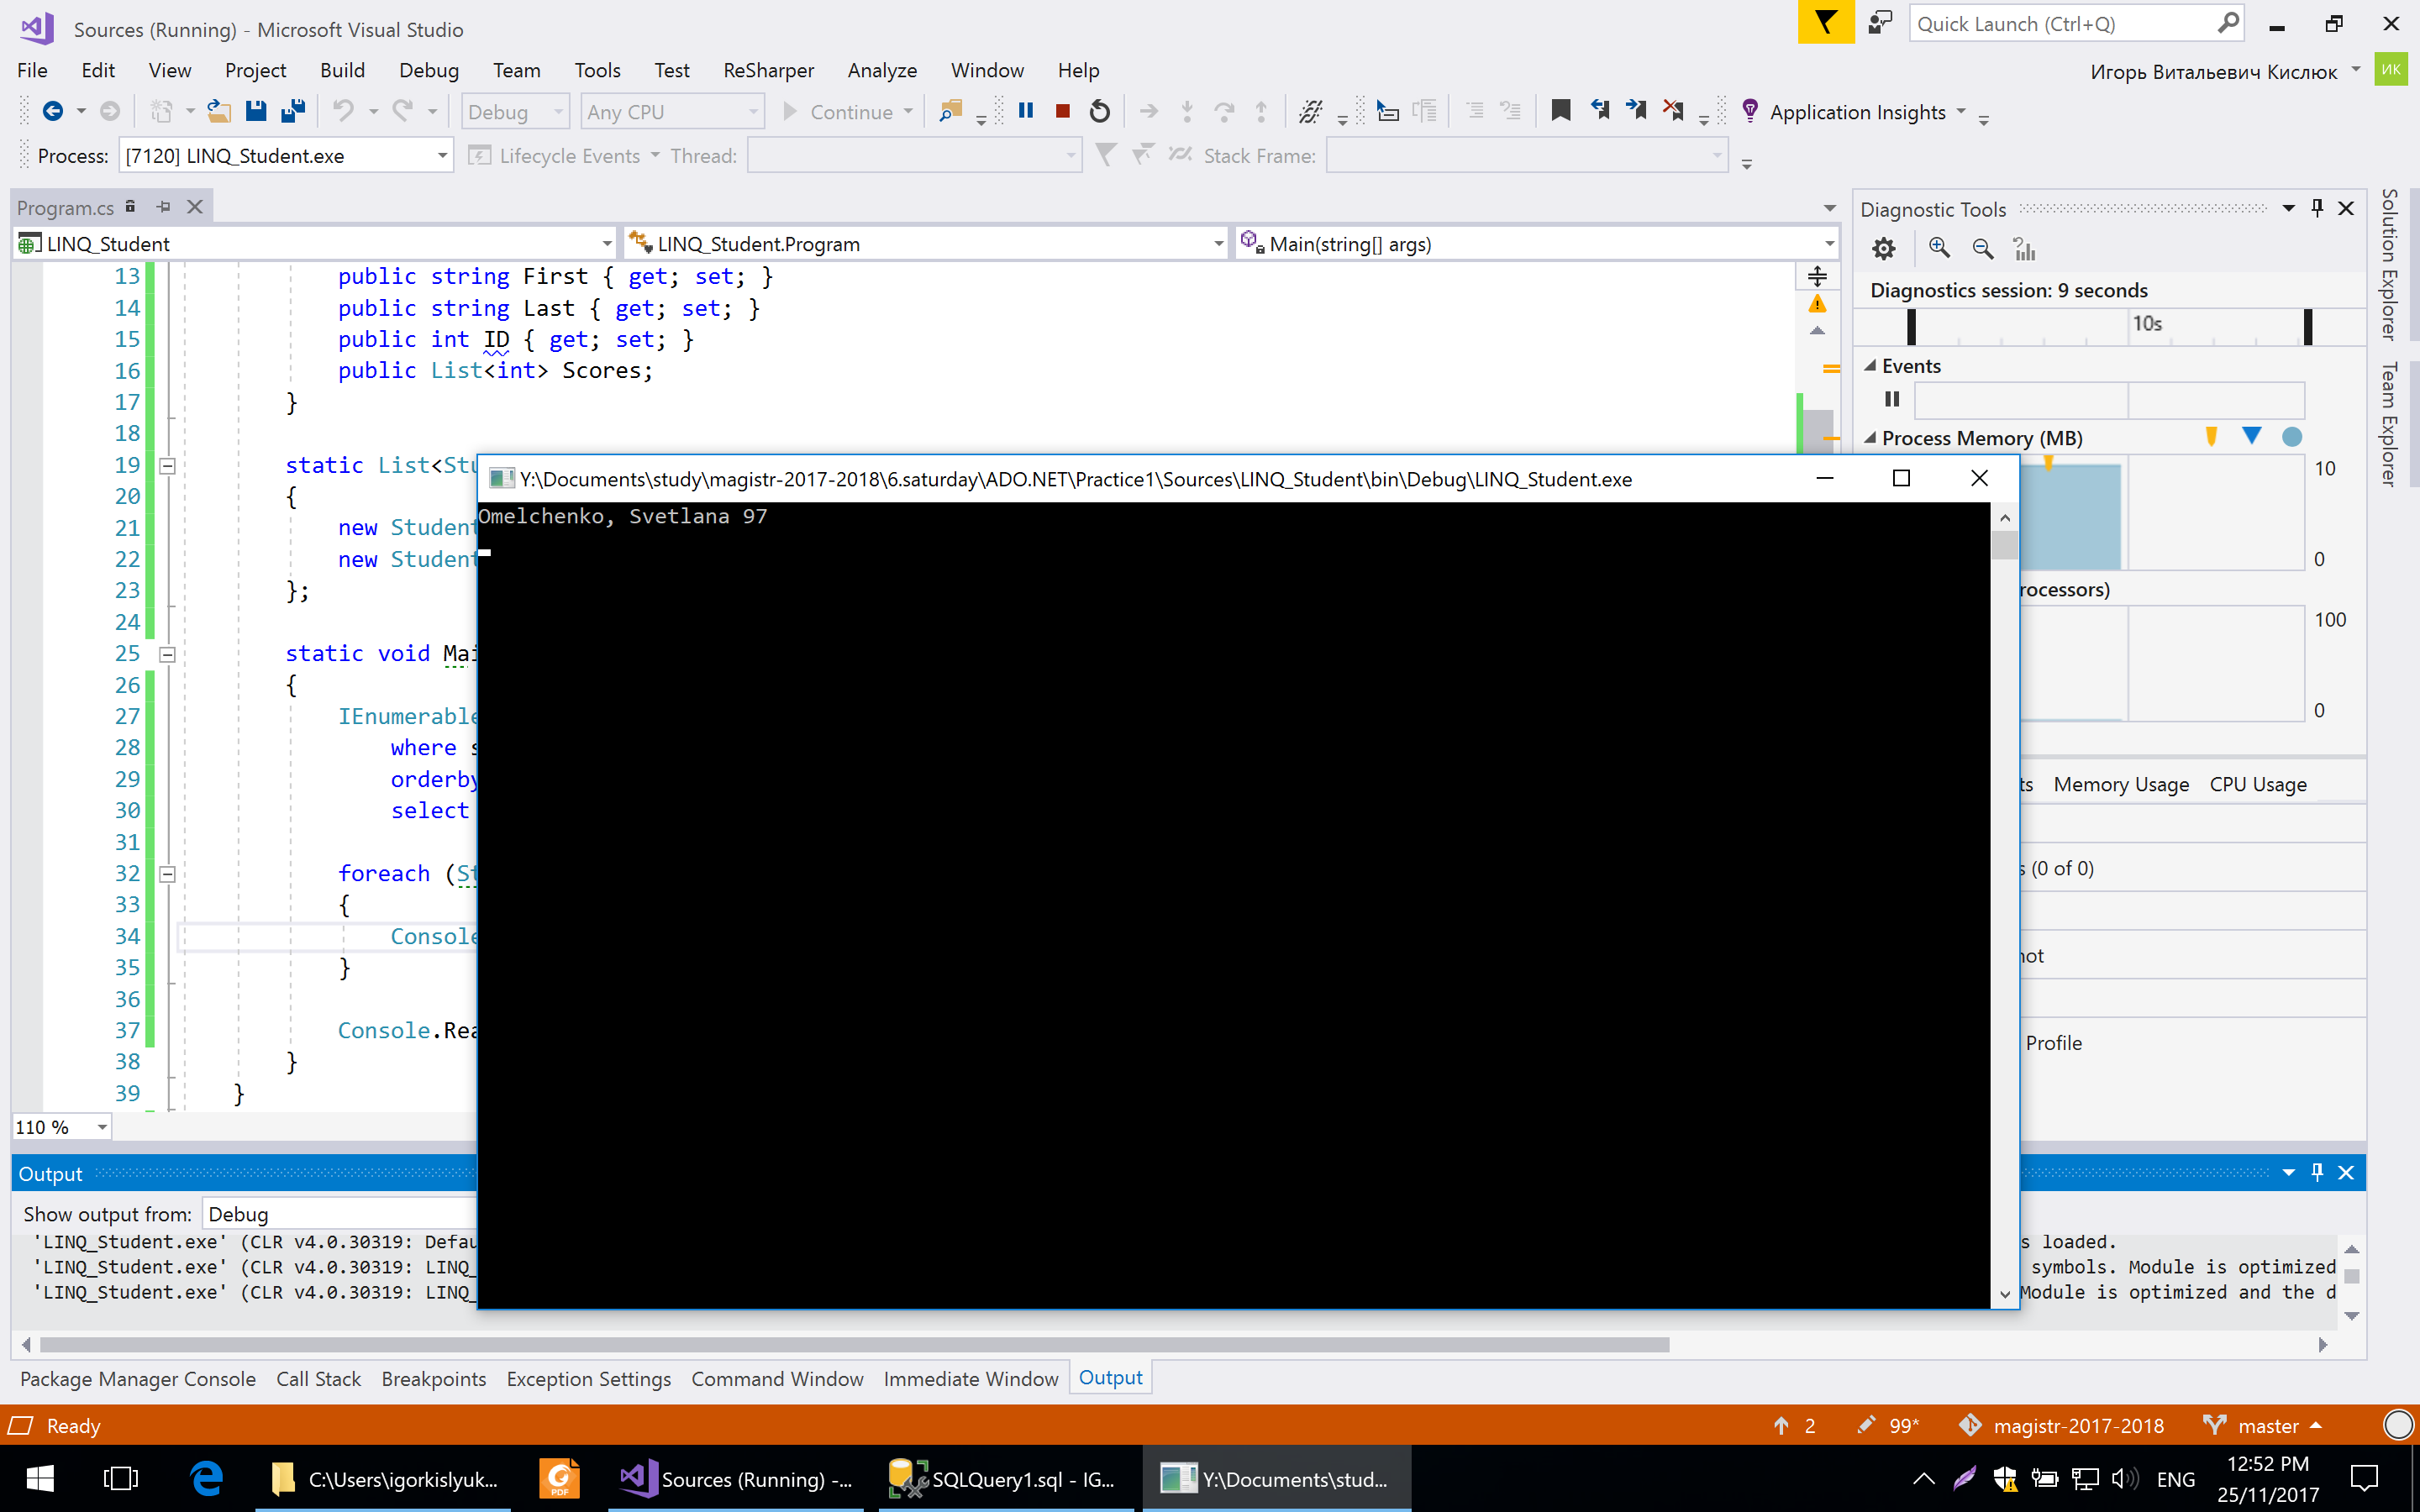 Sources (Running) - Microsoft Visual Studio
Quick Launch (Ctrl+Q)
File Edit View Project Build Debug Team Tools Test ReSharper Analyze Window Help
Игорь Витальевич Кислюк ИК
Debug Any CPU Continue Application Insights
Process: [7120] LINQ_Student.exe Lifecycle Events Thread: Stack Frame:
Program.cs
LINQ_Student LINQ_Student.Program Main(string[] args)
13 public string First { get; set; }
14 public string Last { get; set; }
15 public int ID { get; set; }
16 public List<int> Scores;
17 }
18
19 static List<Stu
20 {
21 new Student
22 new Student
23 };
24
25 static void Mai
26 {
27 IEnumerable
28 where s
29 orderby
30 select
31
32 foreach (St
33 {
34 Console
35 }
36
37 Console.Rea
38 }
39 }
110 %
Y:\Documents\study\magistr-2017-2018\6.saturday\ADO.NET\Practice1\Sources\LINQ_Student\bin\Debug\LINQ_Student.exe
Omelchenko, Svetlana 97
Diagnostic Tools
Diagnostics session: 9 seconds
10s
Events
Process Memory (MB)
10
0
rocessors)
100
0
ts Memory Usage CPU Usage
s (0 of 0)
not
Profile
Solution Explorer
Team Explorer
Output
Show output from: Debug
'LINQ_Student.exe' (CLR v4.0.30319: Defau s loaded.
'LINQ_Student.exe' (CLR v4.0.30319: LINQ_ symbols. Module is optimized
'LINQ_Student.exe' (CLR v4.0.30319: LINQ_ Module is optimized and the d
Package Manager Console Call Stack Breakpoints Exception Settings Command Window Immediate Window Output
Ready 2 99* magistr-2017-2018 master
C:\Users\igorkislyuk... PDF Sources (Running) -... SQLQuery1.sql - IG... Y:\Documents\stud... ENG
12:52 PM
25/11/2017